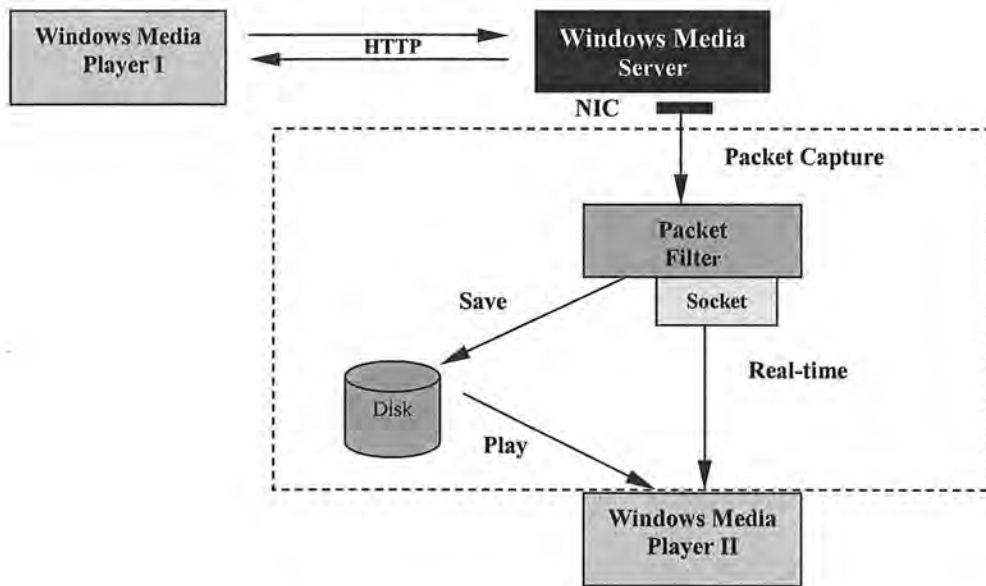 Windows Media
Player I
HTTP
Windows Media
Server
NIC
Packet Capture
Packet
Filter
Socket
Save
Real-time
Disk
Play
Windows Media
Player II